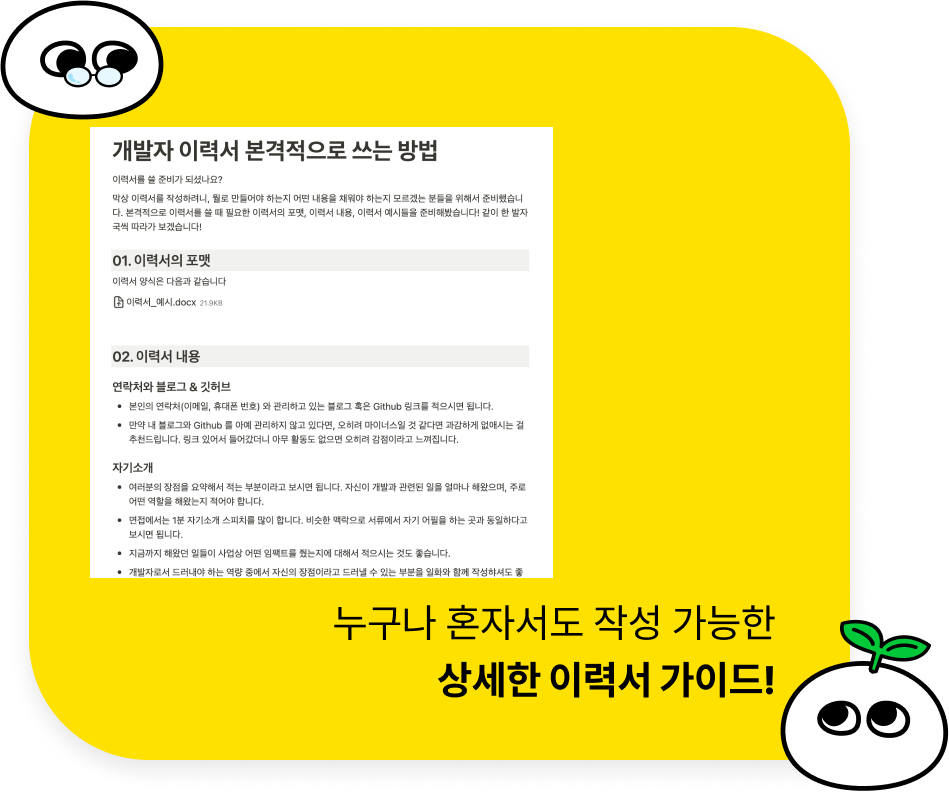 개발자 이력서 본격적으로 쓰는 방법
이력서를 쓸 준비가 되셨나요?
막상 이력서를 작성하려니, 뭘로 만들어야 하는지 어떤 내용을 채워야 하는지 모르겠는 분들을 위해서 준비했습니
다. 본격적으로 이력서를 쓸 때 필요한 이력서의 포맷, 이력서 내용, 이력서 예시들을 준비해봤습니다! 같이 한 발자
국씩 따라가 보겠습니다!
01. 이력서의 포맷
이력서 양식은 다음과 같습니다
이력서_예시.docx 21.9KB
02. 이력서 내용
연락처와 블로그 & 깃허브
• 본인의 연락처(이메일, 휴대폰 번호) 와 관리하고 있는 블로그 혹은 Github 링크를 적으시면 됩니다.
• 만약 내 블로그와 Github 를 아예 관리하지 않고 있다면, 오히려 마이너스일 것 같다면 과감하게 없애시는 걸
추천드립니다. 링크 있어서 들어갔더니 아무 활동도 없으면 오히려 감점이라고 느껴집니다.
자기소개
• 여러분의 장점을 요약해서 적는 부분이라고 보시면 됩니다. 자신이 개발과 관련된 일을 얼마나 해왔으며, 주로
어떤 역할을 해왔는지 적어야 합니다.
• 면접에서는 1분 자기소개 스피치를 많이 합니다. 비슷한 맥락으로 서류에서 자기 어필을 하는 곳과 동일하다고
보시면 됩니다.
• 지금까지 해왔던 일들이 사업상 어떤 임팩트를 줬는지에 대해서 적으시는 것도 좋습니다.
• 개발자로서 드러내야 하는 역량 중에서 자신의 장점이라고 드러낼 수 있는 부분을 일화와 함께 작성하셔도 좋
누구나 혼자서도 작성 가능한
상세한 이력서 가이드!